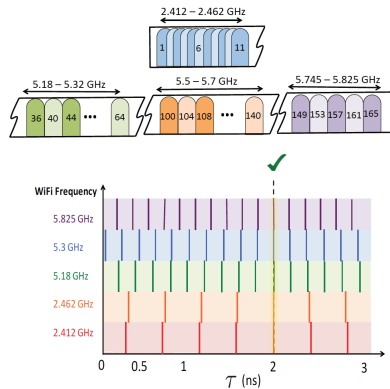 2.412 – 2.462 GHz
1 6 11
5.18 – 5.32 GHz
5.5 – 5.7 GHz
5.745 – 5.825 GHz
36 40 44 ••• 64
100 104 108 ••• 140
149 153 157 161 165
WiFi Frequency
5.825 GHz
5.3 GHz
5.18 GHz
2.462 GHz
2.412 GHz
0 0.5 1 2 3
τ (ns)